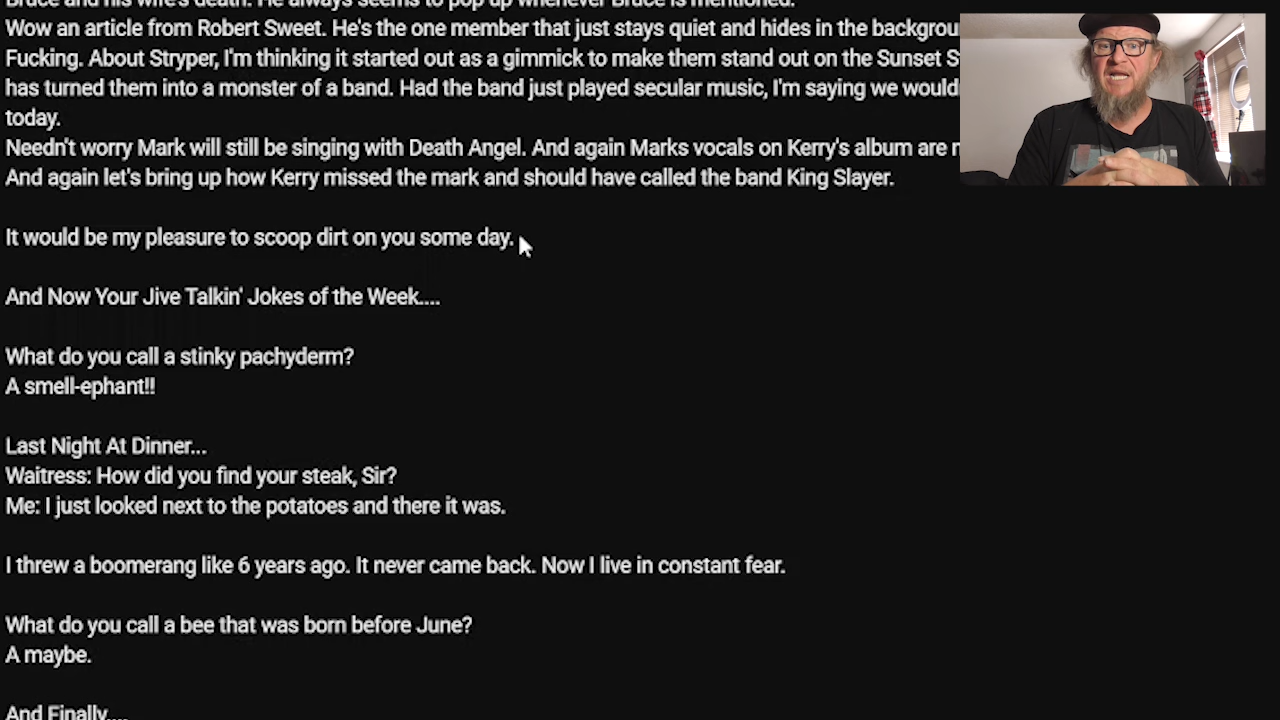 Bruce and his wife's death. He always seems to pop up whenever Bruce is mentioned.
Wow an article from Robert Sweet. He's the one member that just stays quiet and hides in the
Fucking. About Stryper, I'm thinking it started out as a gimmick to make them stand out on the Sunset
has turned them into a monster of a band. Had the band just played secular music, I'm saying we
today.
Needn't worry Mark will still be singing with Death Angel. And again Marks vocals on Kerry's album are
And again let's bring up how Kerry missed the mark and should have called the band King Slayer.
It would be my pleasure to scoop dirt on you some day.
And Now Your Jive Talkin' Jokes of the Week....
What do you call a stinky pachyderm?
A smell-ephant!!
Last Night At Dinner...
Waitress: How did you find your steak, Sir?
Me: I just looked next to the potatoes and there it was.
I threw a boomerang like 6 years ago. It never came back. Now I live in constant fear.
What do you call a bee that was born before June?
A maybe.
And Finally....